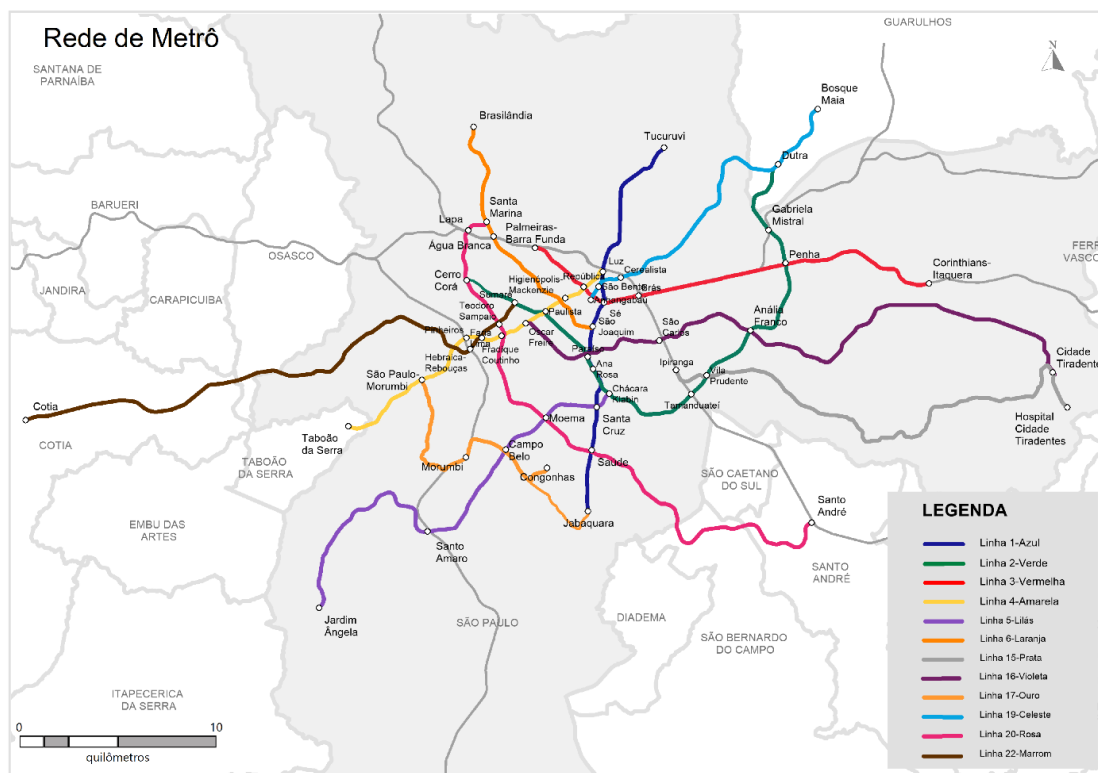 Rede de Metrô
GUARULHOS
N
SANTANA DE
PARNAÍBA
Bosque
Maia
Brasilândia
Tucuruvi
Dutra
BARUERI
Santa
Marina
Lapa
Palmeiras-
Barra Funda
Gabriela
Mistral
Água Branca
OSASCO
Luz
Cerealista
Penha
Corinthians-
Itaquera
FERR
VASCO
JANDIRA
CARAPICUIBA
Cerro
Corá
Higienópolis-
Mackenzie
República
São Bento
Brás
Anhangabaú
Sumaré
Teodoro
Sampaio
Paulista
Sé
Anália
Franco
Pinheiros
Faria
Lima
Oscar
Freire
São
Joaquim
São
Carlos
Fradique
Coutinho
Hebraica-
Rebouças
Paraíso
Ana
Rosa
Ipiranga
Vila
Prudente
Cidade
Tiradentes
São Paulo-
Morumbi
Chácara
Klabin
Tamanduateí
Cotia
Moema
Santa
Cruz
Hospital
Cidade
Tiradentes
COTIA
Taboão
da Serra
TABOÃO
DA SERRA
Morumbi
Campo
Belo
Congonhas
Saúde
SÃO CAETANO
DO SUL
EMBU DAS
ARTES
Santo
Amaro
Jabaquara
Santo
André
SANTO
ANDRÉ
Jardim
Ângela
SÃO PAULO
DIADEMA
SÃO BERNARDO
DO CAMPO
ITAPECERICA
DA SERRA
0
10
quilômetros
LEGENDA
Linha 1-Azul
Linha 2-Verde
Linha 3-Vermelha
Linha 4-Amarela
Linha 5-Lilás
Linha 6-Laranja
Linha 15-Prata
Linha 16-Violeta
Linha 17-Ouro
Linha 19-Celeste
Linha 20-Rosa
Linha 22-Marrom